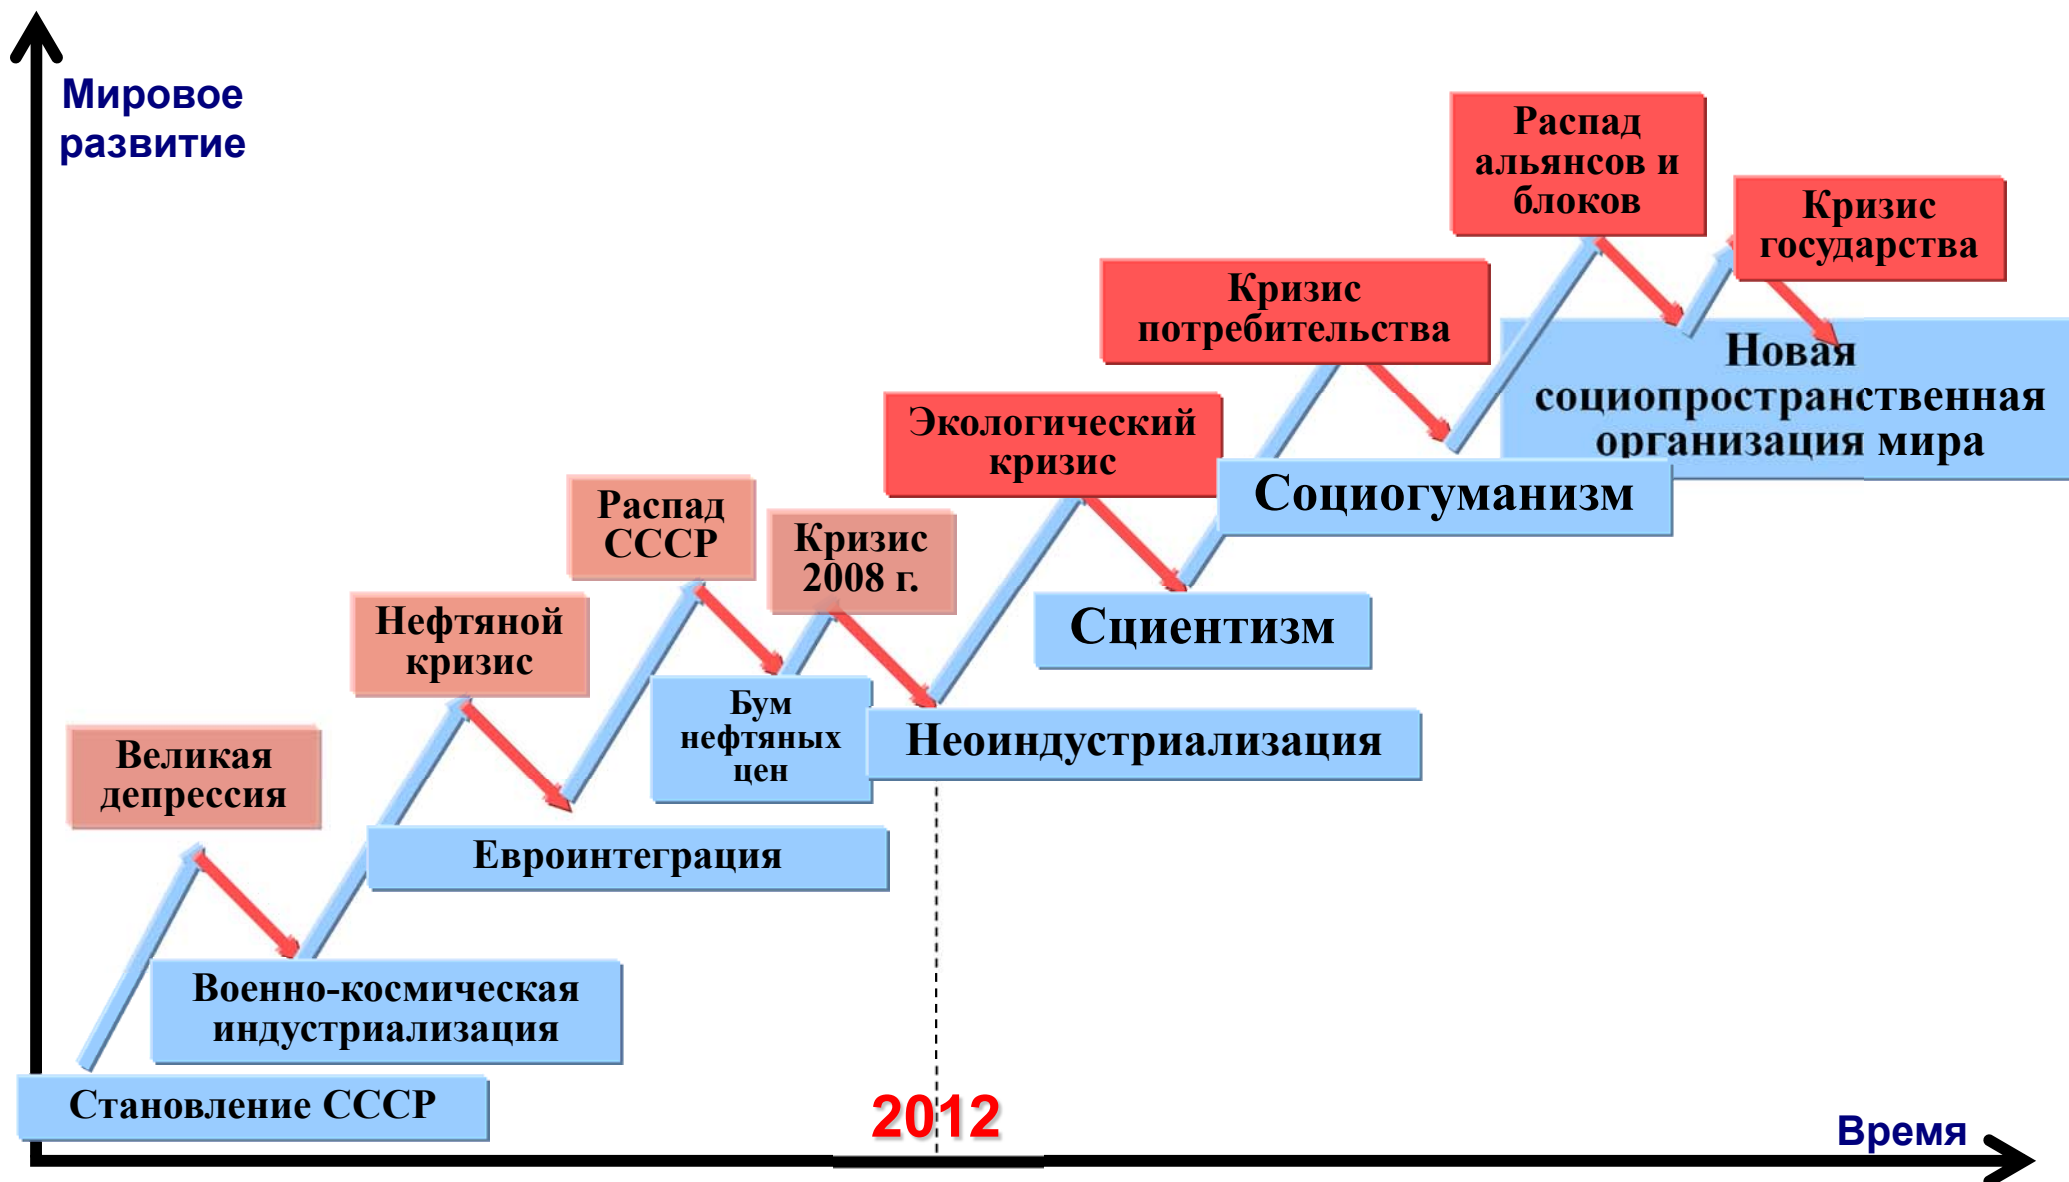 Мировое
развитие
Распад
альянсов и
блоков
Кризис
государства
Кризис
потребительства
Новая
социопространственная
организация мира
Экологический
кризис
Социогуманизм
Распад
СССР
Кризис
2008 г.
Нефтяной
кризис
Сциентизм
Бум
нефтяных
цен
Неоиндустриализация
Великая
депрессия
Евроинтеграция
Военно-космическая
индустриализация
Становление СССР
2012
Время